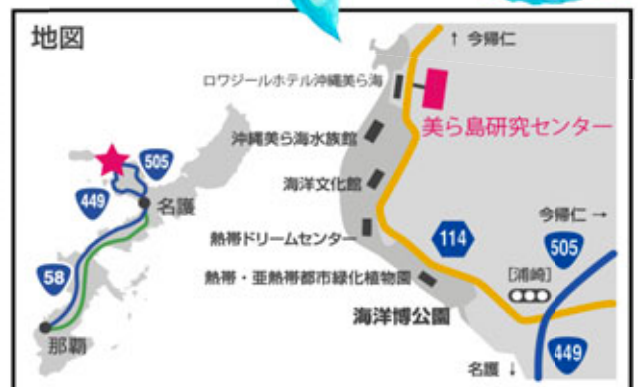 地図
↑ 今帰仁
ロワジールホテル沖縄美ら海
美ら島研究センター
沖縄美ら海水族館
505
海洋文化館
449
名護
今帰仁 →
熱帯ドリームセンター
114
505
58
熱帯・亜熱帯都市緑化植物園
[浦崎]
海洋博公園
那覇
449
名護 ↓